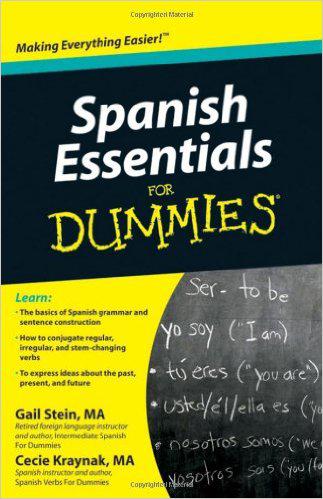 Making Everything Easier!™
Spanish
Essentials
FOR
DUMMIES®
Learn:
• The basics of Spanish grammar and
sentence construction
• How to conjugate regular,
irregular, and stem-changing
verbs
• To express ideas about the past,
present, and future
Gail Stein, MA
Retired foreign language instructor
and author, Intermediate Spanish
For Dummies
Cecie Kraynak, MA
Spanish instructor and author,
Spanish Verbs For Dummies
Ser- to be
yo soy ("I am)
• tú eres ("you are")
• usted/él/ella es ("yo
• nosotros somos ("we
vosotros sois ("you